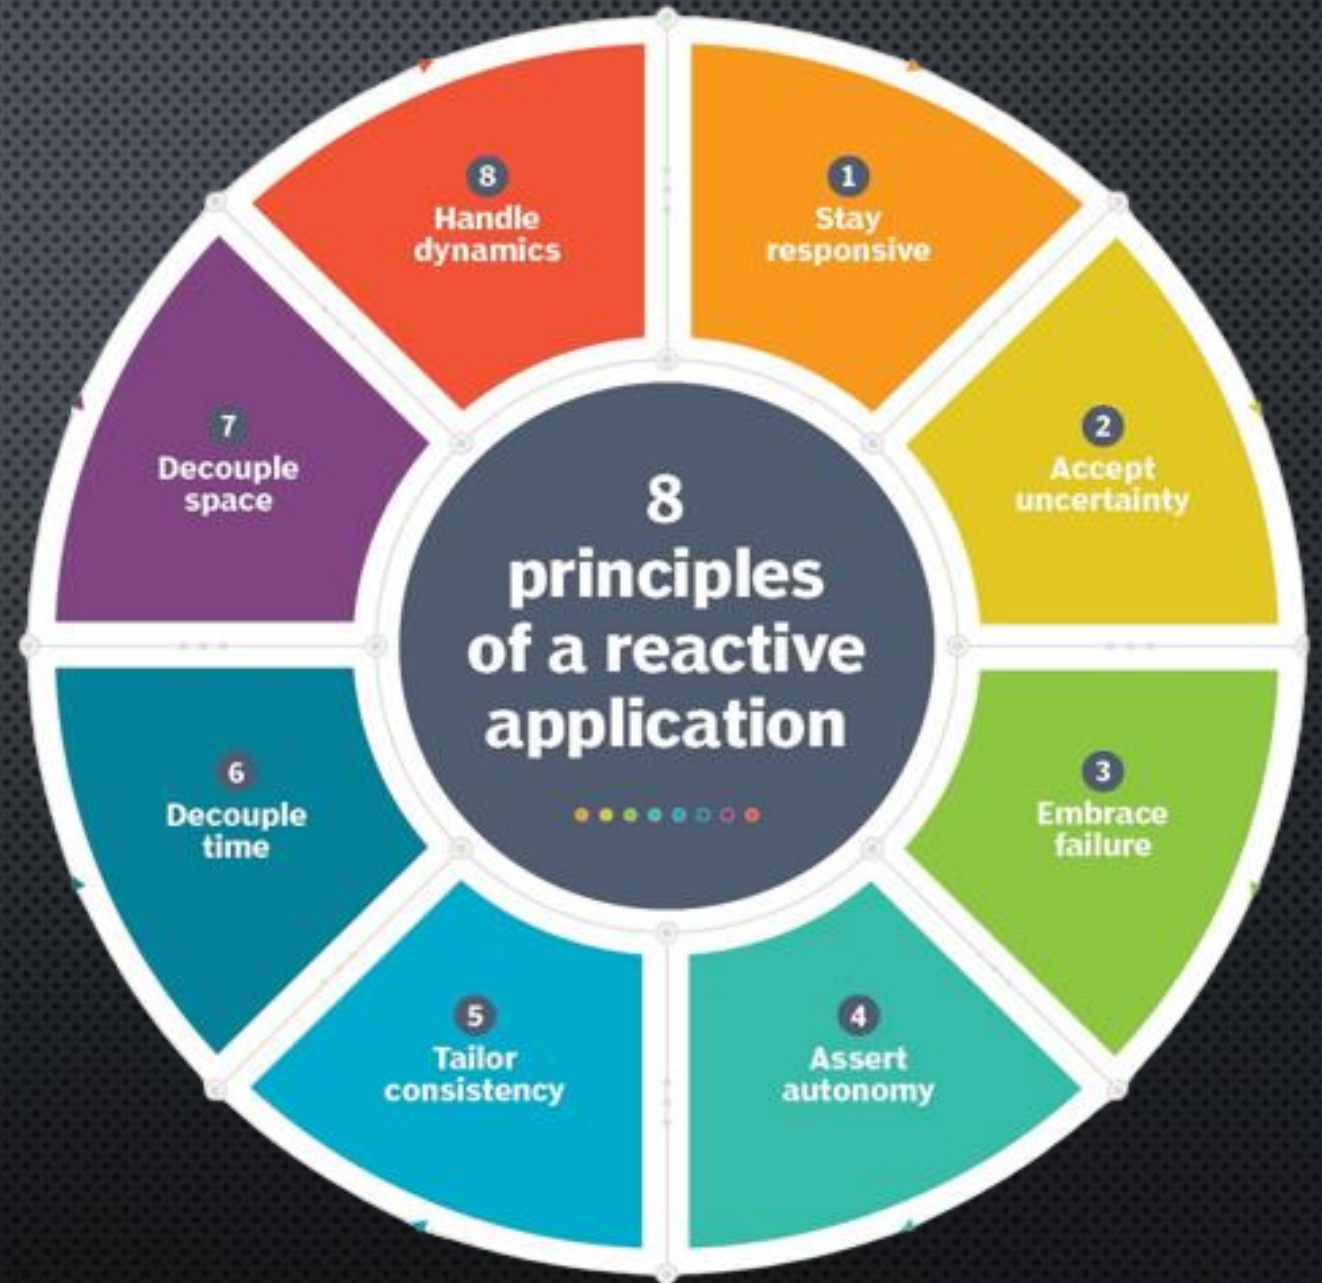 8
principles
of a reactive
application
1
Stay
responsive
2
Accept
uncertainty
3
Embrace
failure
4
Assert
autonomy
5
Tailor
consistency
6
Decouple
time
7
Decouple
space
8
Handle
dynamics